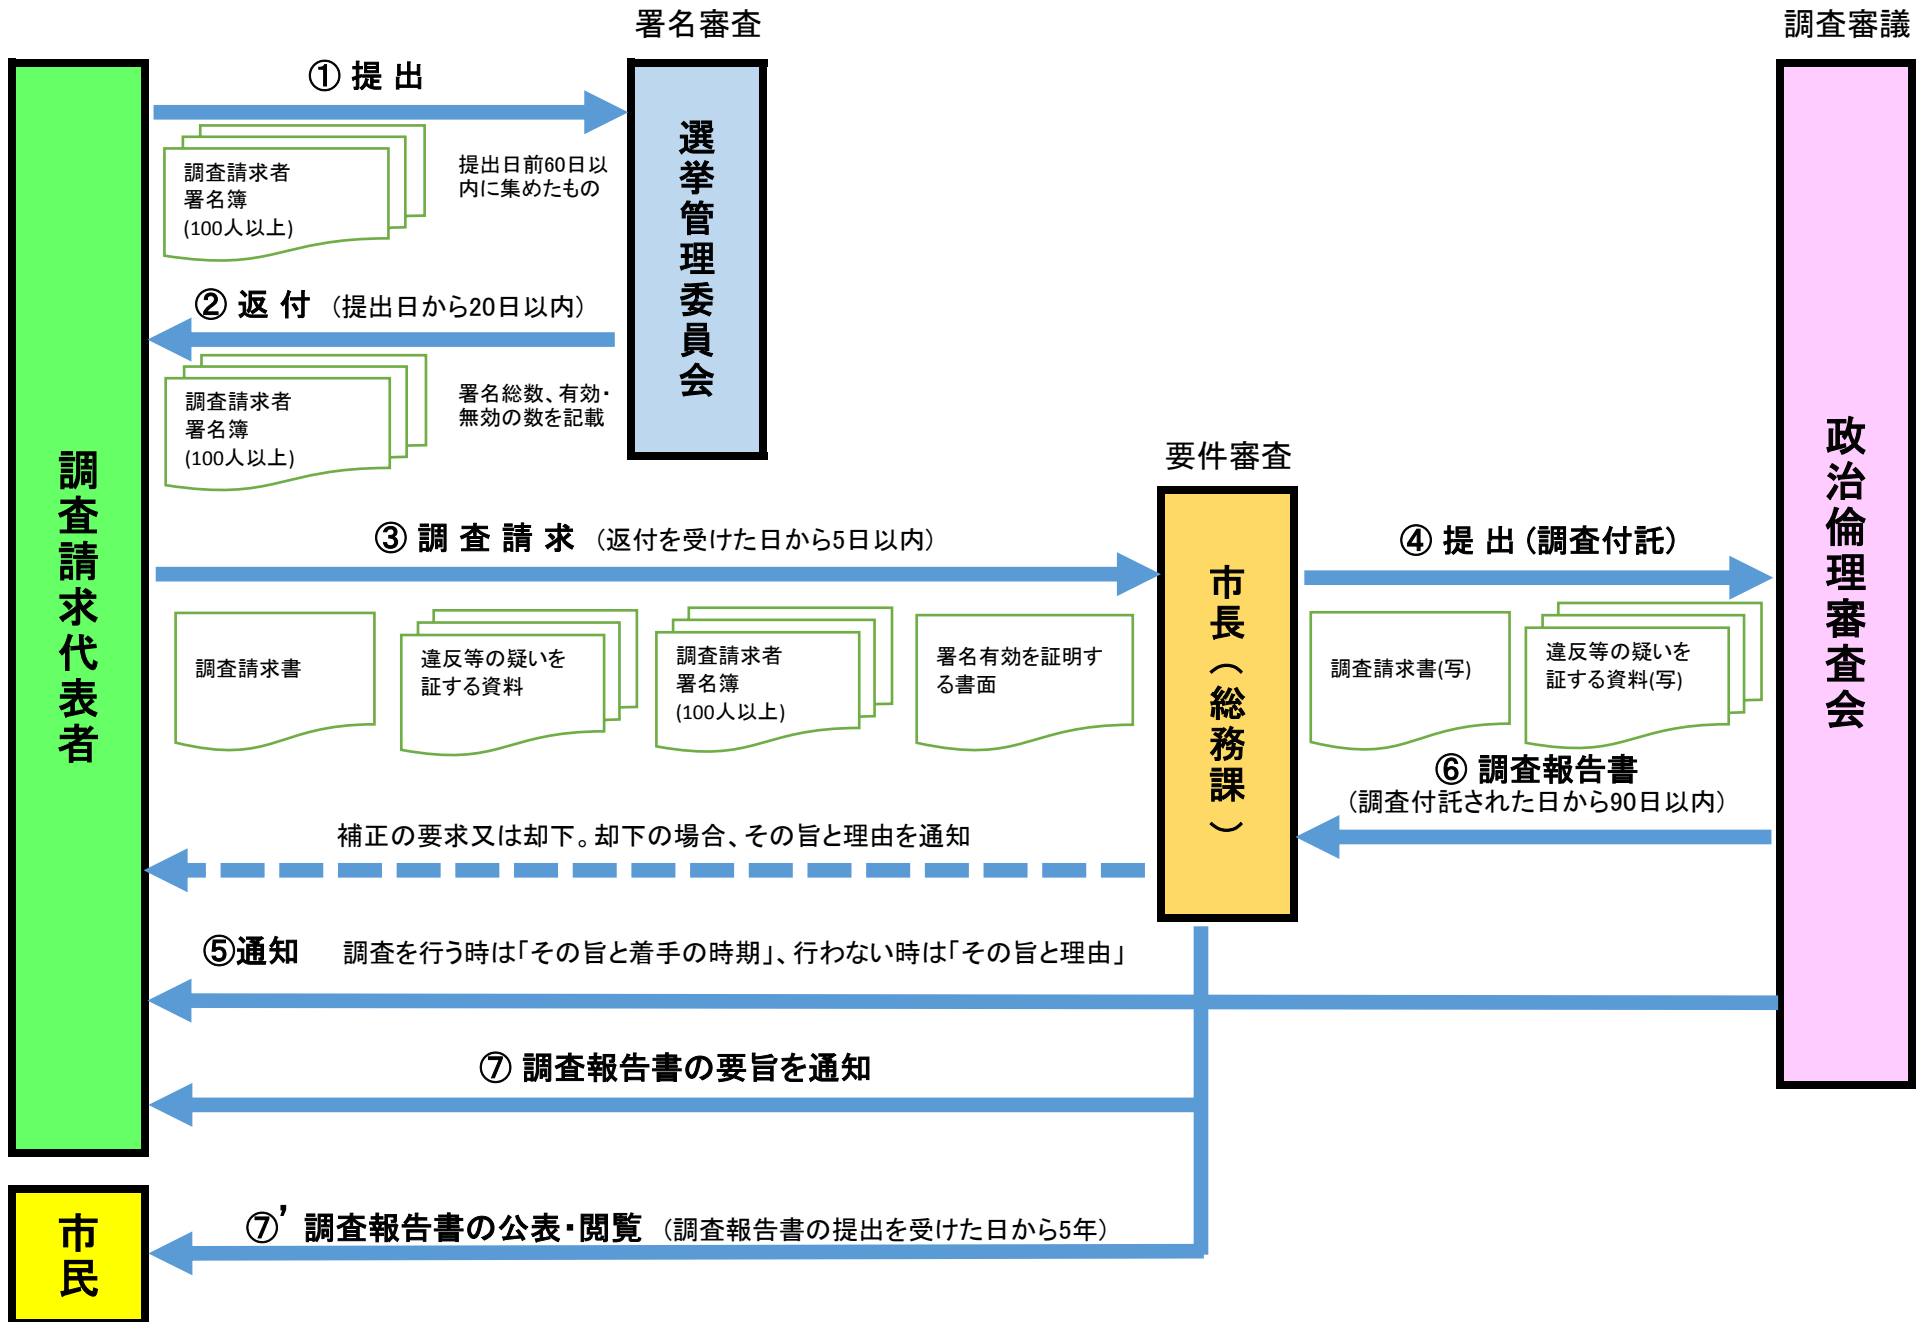 署名審査
調査審議
① 提 出
調査請求者
署名簿
(100人以上)
提出日前60日以
内に集めたもの
選挙管理委員会
② 返 付 （提出日から20日以内）
調査請求者
署名簿
(100人以上)
署名総数、有効・
無効の数を記載
調査請求代表者
政治倫理審査会
要件審査
③ 調 査 請 求 （返付を受けた日から5日以内）
④ 提 出（調査付託）
市長（総務課）
調査請求書
違反等の疑いを
証する資料
調査請求者
署名簿
(100人以上)
署名有効を証明す
る書面
調査請求書(写)
違反等の疑いを
証する資料(写)
⑥ 調査報告書
（調査付託された日から90日以内）
補正の要求又は却下。却下の場合、その旨と理由を通知
⑤通知 調査を行う時は「その旨と着手の時期」、行わない時は「その旨と理由」
⑦ 調査報告書の要旨を通知
市民
⑦’ 調査報告書の公表・閲覧 （調査報告書の提出を受けた日から5年）